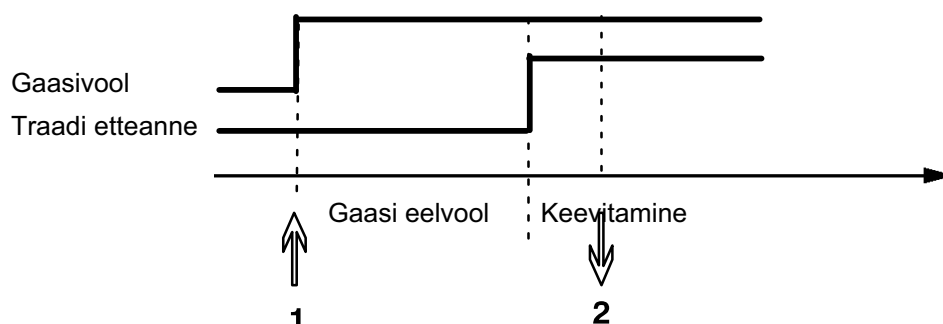 Gaasivool
Traadi etteanne
Gaasi eelvool
Keevitamine
1
2